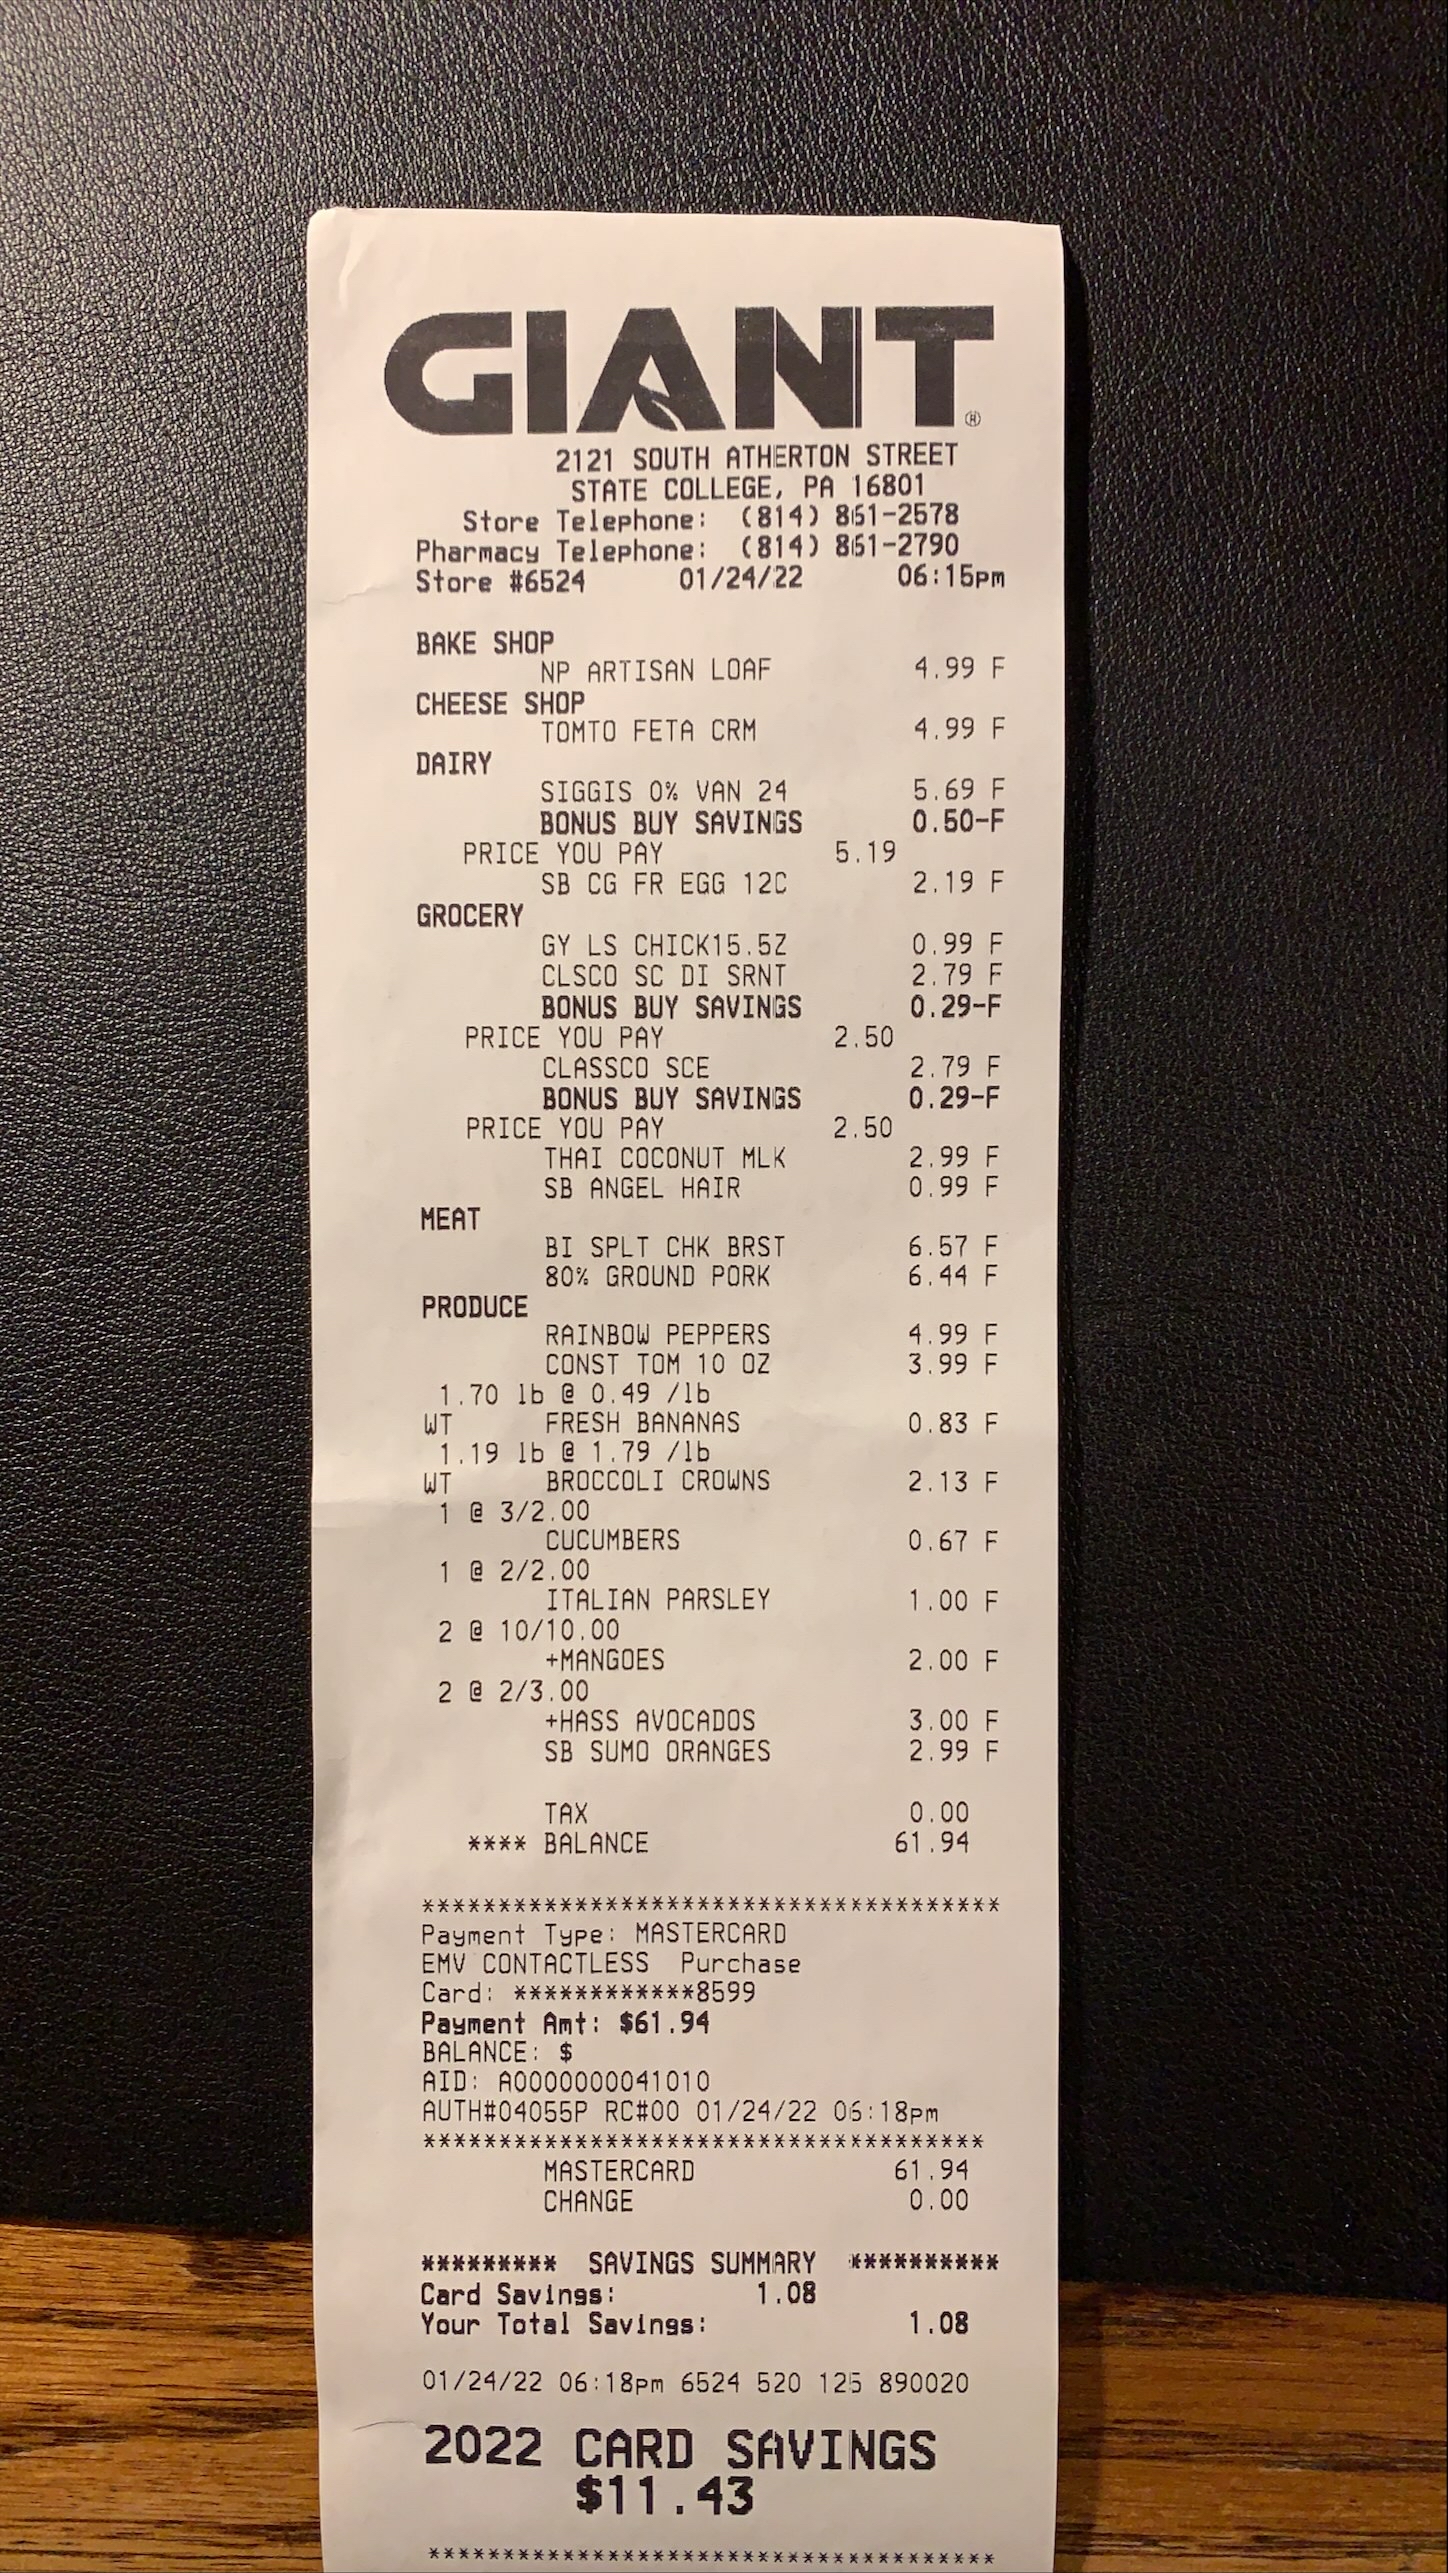 GIANT®
2121 SOUTH ATHERTON STREET
STATE COLLEGE, PA 16801
Store Telephone: (814) 861-2578
Pharmacy Telephone: (814) 861-2790
Store #6524 01/24/22 06:15pm
BAKE SHOP
NP ARTISAN LOAF 4.99 F
CHEESE SHOP
TOMTO FETA CRM 4.99 F
DAIRY
SIGGIS 0% VAN 24 5.69 F
BONUS BUY SAVINGS 0.50-F
PRICE YOU PAY 5.19
SB CG FR EGG 12C 2.19 F
GROCERY
GY LS CHICK15.5Z 0.99 F
CLSCO SC DI SRNT 2.79 F
BONUS BUY SAVINGS 0.29-F
PRICE YOU PAY 2.50
CLASSCO SCE 2.79 F
BONUS BUY SAVINGS 0.29-F
PRICE YOU PAY 2.50
THAI COCONUT MLK 2.99 F
SB ANGEL HAIR 0.99 F
MEAT
BI SPLT CHK BRST 6.57 F
80% GROUND PORK 6.44 F
PRODUCE
RAINBOW PEPPERS 4.99 F
CONST TOM 10 OZ 3.99 F
1.70 lb @ 0.49 /lb
WT FRESH BANANAS 0.83 F
1.19 lb @ 1.79 /lb
WT BROCCOLI CROWNS 2.13 F
1 @ 3/2.00
CUCUMBERS 0.67 F
1 @ 2/2.00
ITALIAN PARSLEY 1.00 F
2 @ 10/10.00
+MANGOES 2.00 F
2 @ 2/3.00
+HASS AVOCADOS 3.00 F
SB SUMO ORANGES 2.99 F
TAX 0.00
**** BALANCE 61.94
**************************************
Payment Type: MASTERCARD
EMV CONTACTLESS Purchase
Card: ************8599
Payment Amt: $61.94
BALANCE: $
AID: A0000000041010
AUTH#04055P RC#00 01/24/22 06:18pm
*************************************
MASTERCARD 61.94
CHANGE 0.00
********* SAVINGS SUMMARY **********
Card Savings: 1.08
Your Total Savings: 1.08
01/24/22 06:18pm 6524 520 125 890020
2022 CARD SAVINGS
$11.43
**************************************